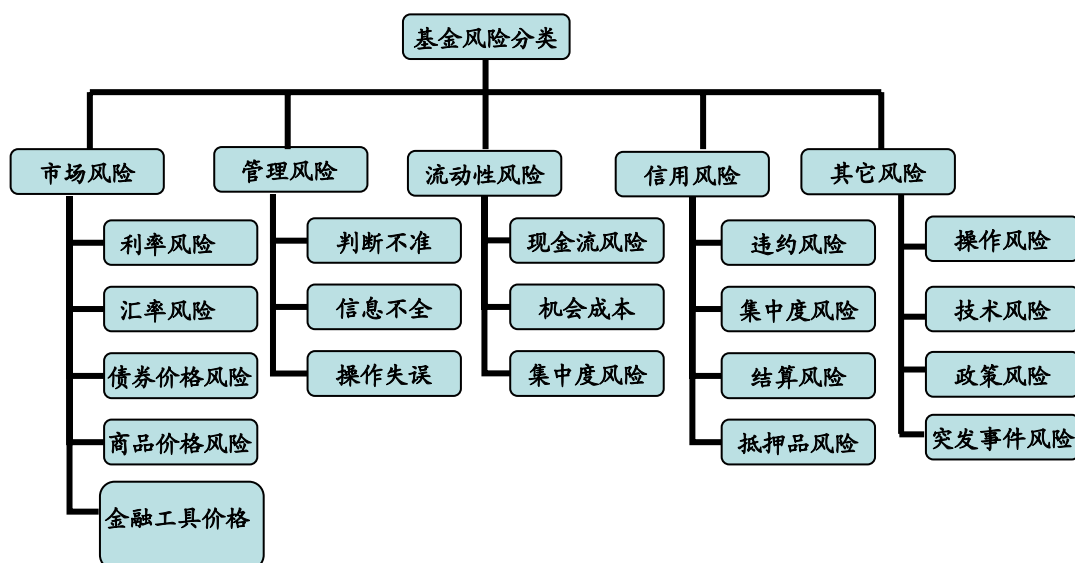 基金风险分类
市场风险
管理风险
流动性风险
信用风险
其它风险
利率风险
汇率风险
债券价格风险
商品价格风险
金融工具价格
判断不准
信息不全
操作失误
现金流风险
机会成本
集中度风险
违约风险
集中度风险
结算风险
抵押品风险
操作风险
技术风险
政策风险
突发事件风险